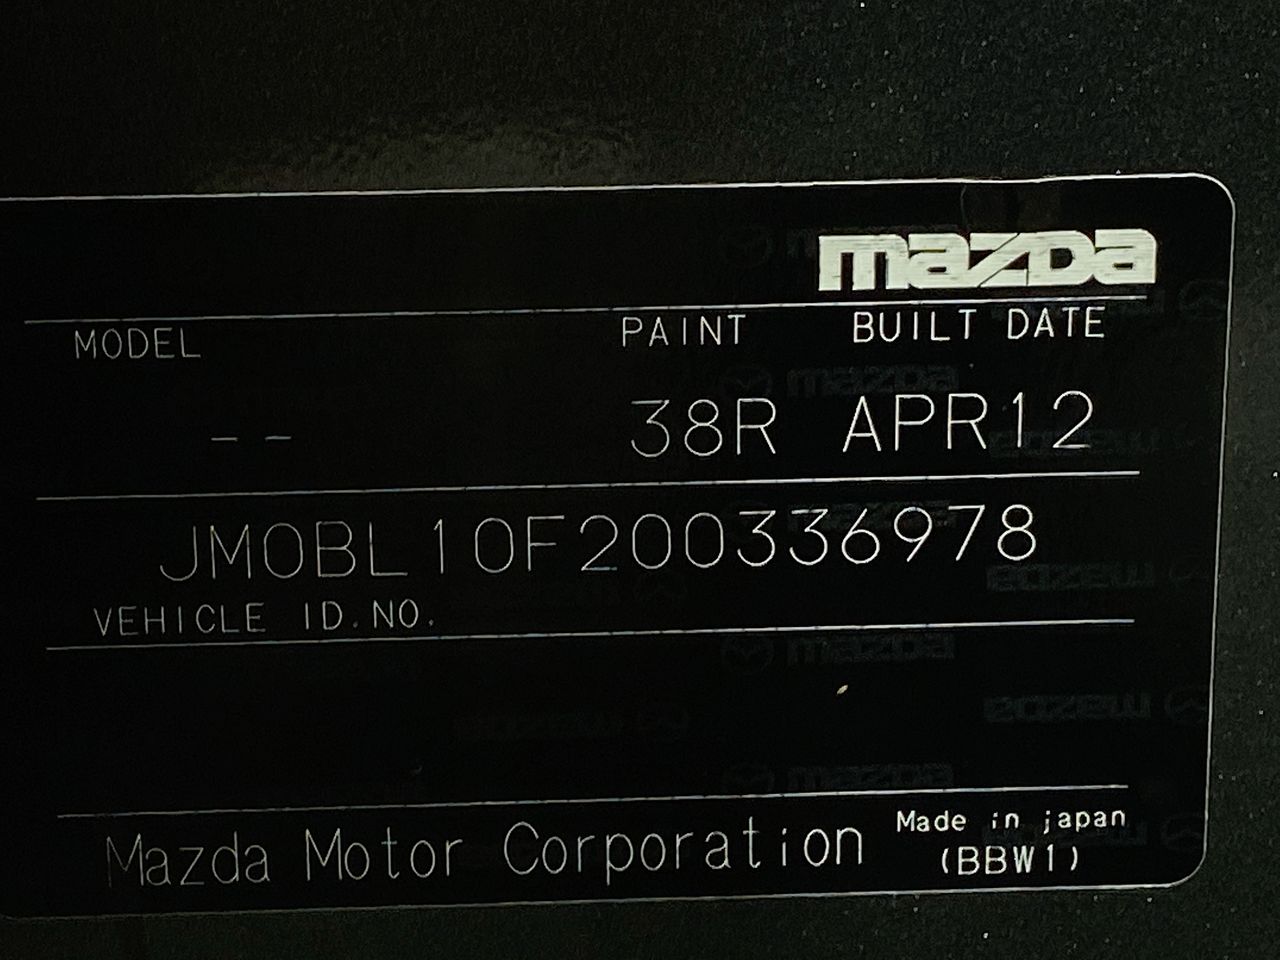 mazda
MODEL PAINT BUILT DATE
-- 38R APR12
JM0BL10F200336978
VEHICLE ID.NO.
Mazda Motor Corporation Made in japan
(BBW1)